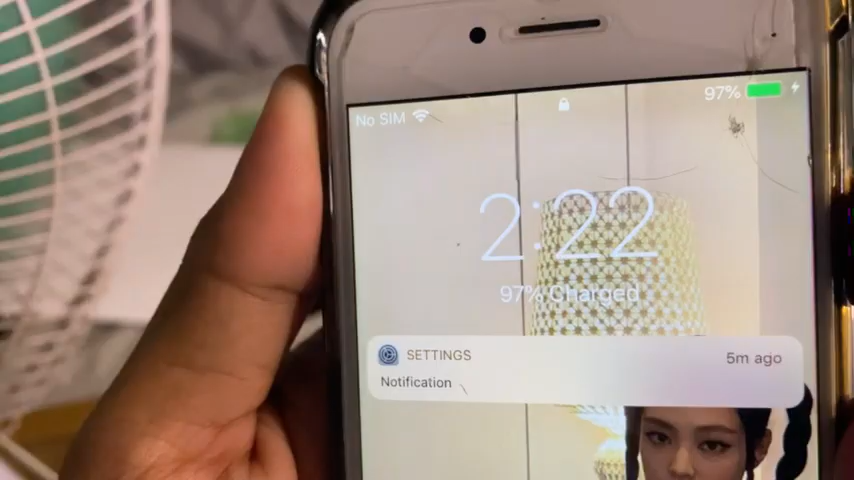 No SIM 97%
2:22
97% Charged
SETTINGS 5m ago
Notification